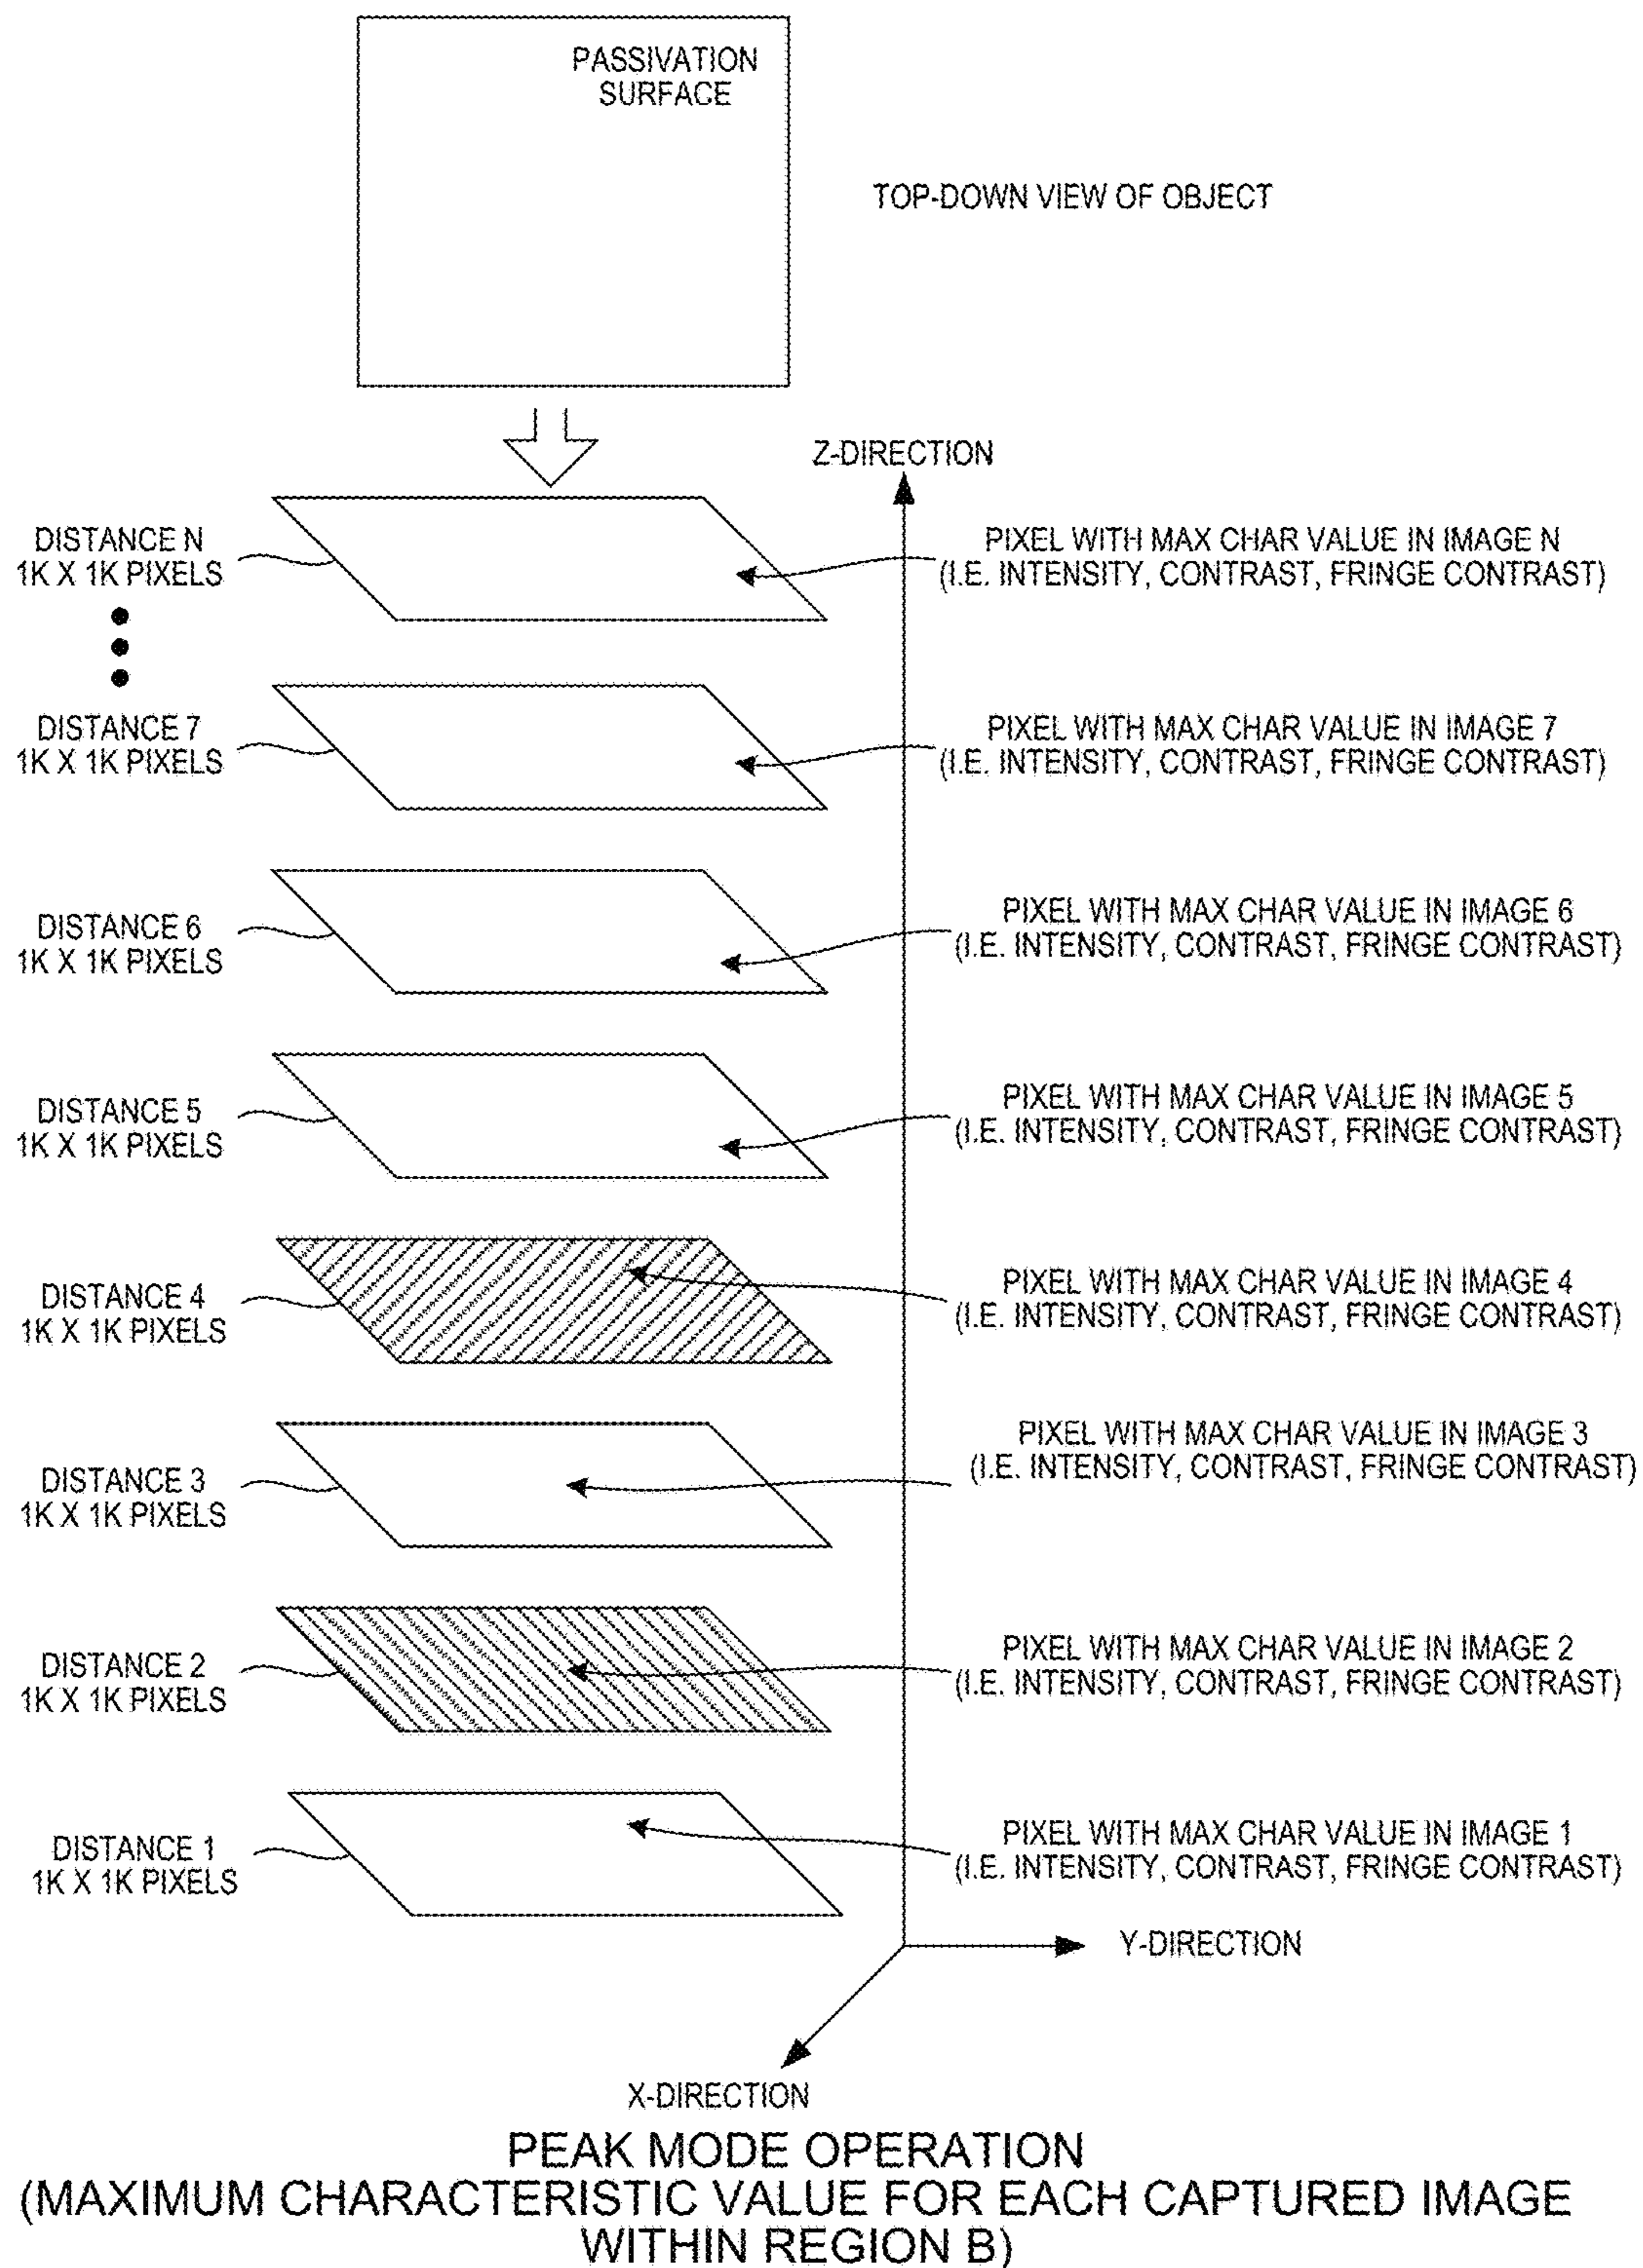 PASSIVATION
SURFACE
TOP-DOWN VIEW OF OBJECT
Z-DIRECTION
DISTANCE N
1K X 1K PIXELS
PIXEL WITH MAX CHAR VALUE IN IMAGE N
(I.E. INTENSITY, CONTRAST, FRINGE CONTRAST)
DISTANCE 7
1K X 1K PIXELS
PIXEL WITH MAX CHAR VALUE IN IMAGE 7
(I.E. INTENSITY, CONTRAST, FRINGE CONTRAST)
DISTANCE 6
1K X 1K PIXELS
PIXEL WITH MAX CHAR VALUE IN IMAGE 6
(I.E. INTENSITY, CONTRAST, FRINGE CONTRAST)
DISTANCE 5
1K X 1K PIXELS
PIXEL WITH MAX CHAR VALUE IN IMAGE 5
(I.E. INTENSITY, CONTRAST, FRINGE CONTRAST)
DISTANCE 4
1K X 1K PIXELS
PIXEL WITH MAX CHAR VALUE IN IMAGE 4
(I.E. INTENSITY, CONTRAST, FRINGE CONTRAST)
DISTANCE 3
1K X 1K PIXELS
PIXEL WITH MAX CHAR VALUE IN IMAGE 3
(I.E. INTENSITY, CONTRAST, FRINGE CONTRAST)
DISTANCE 2
1K X 1K PIXELS
PIXEL WITH MAX CHAR VALUE IN IMAGE 2
(I.E. INTENSITY, CONTRAST, FRINGE CONTRAST)
DISTANCE 1
1K X 1K PIXELS
PIXEL WITH MAX CHAR VALUE IN IMAGE 1
(I.E. INTENSITY, CONTRAST, FRINGE CONTRAST)
Y-DIRECTION
X-DIRECTION
PEAK MODE OPERATION
(MAXIMUM CHARACTERISTIC VALUE FOR EACH CAPTURED IMAGE
WITHIN REGION B)